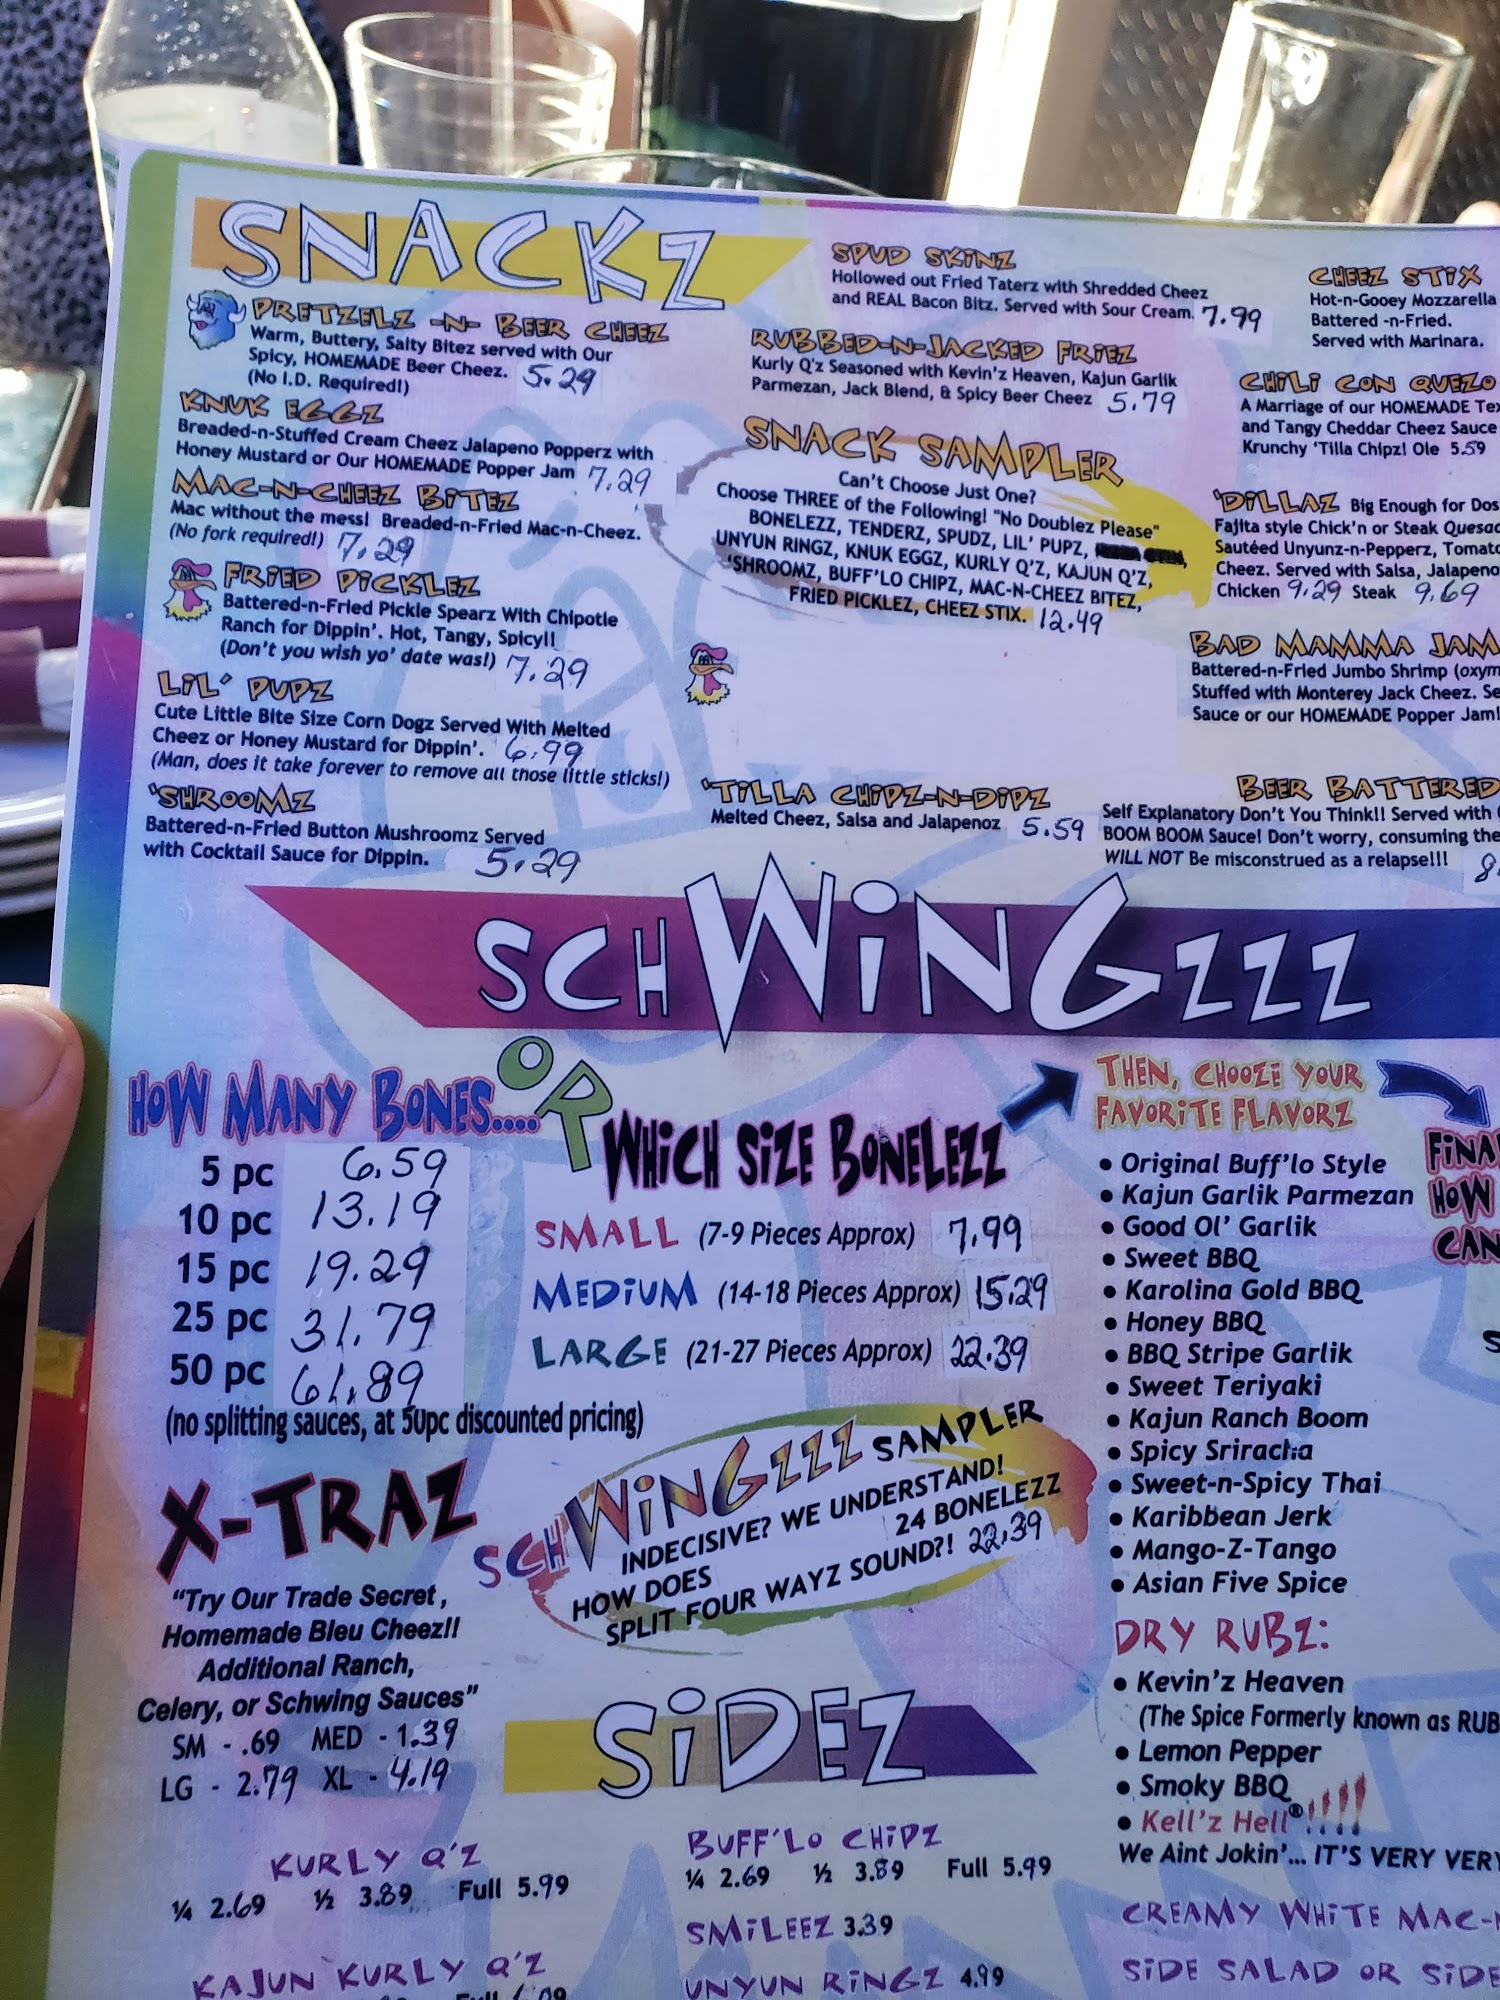 SNACKZ
PRETZELZ -N- BEER CHEEZ
Warm, Buttery, Salty Bitez served with Our
Spicy, HOMEMADE Beer Cheez. 5.29
(No I.D. Required!)
KNUK EGGZ
Breaded-n-Stuffed Cream Cheez Jalapeno Popperz with
Honey Mustard or Our HOMEMADE Popper Jam 7.29
MAC-N-CHEEZ BITEZ
Mac without the mess! Breaded-n-Fried Mac-n-Cheez.
(No fork required!) 7.29
FRIED PICKLEZ
Battered-n-Fried Pickle Spearz With Chipotle
Ranch for Dippin'. Hot, Tangy, Spicy!!
(Don't you wish yo' date was!) 7.29
LIL' PUPZ
Cute Little Bite Size Corn Dogz Served With Melted
Cheez or Honey Mustard for Dippin'. 6.99
(Man, does it take forever to remove all those little sticks!)
'SHROOMZ
Battered-n-Fried Button Mushroomz Served
with Cocktail Sauce for Dippin. 5.29
SPUD SKINZ
Hollowed out Fried Taterz with Shredded Cheez
and REAL Bacon Bitz. Served with Sour Cream. 7.99
RUBBED-N-JACKED FRIEZ
Kurly Q'z Seasoned with Kevin'z Heaven, Kajun Garlik
Parmezan, Jack Blend, & Spicy Beer Cheez 5.79
SNACK SAMPLER
Can't Choose Just One?
Choose THREE of the Following! "No Doublez Please"
BONELEZZ, TENDERZ, SPUDZ, LIL' PUPZ,
UNYUN RINGZ, KNUK EGGZ, KURLY Q'Z, KAJUN Q'Z,
'SHROOMZ, BUFF'LO CHIPZ, MAC-N-CHEEZ BITEZ,
FRIED PICKLEZ, CHEEZ STIX. 12.49
'TILLA CHIPZ-N-DIPZ
Melted Cheez, Salsa and Jalapenoz 5.59
CHEEZ STIX
Hot-n-Gooey Mozzarella
Battered -n-Fried.
Served with Marinara.
CHILI CON QUEZO
A Marriage of our HOMEMADE Tex
and Tangy Cheddar Cheez Sauce
Krunchy 'Tilla Chipz! Ole 5.59
'DILLAZ Big Enough for Dos
Fajita style Chick'n or Steak Quesad
Sautéed Unyunz-n-Pepperz, Tomato
Cheez. Served with Salsa, Jalapeno
Chicken 9.29 Steak 9.69
BAD MAMMA JAM
Battered-n-Fried Jumbo Shrimp (oxym
Stuffed with Monterey Jack Cheez. Se
Sauce or our HOMEMADE Popper Jam!
BEER BATTERED
Self Explanatory Don't You Think!! Served with
BOOM BOOM Sauce! Don't worry, consuming the
WILL NOT Be misconstrued as a relapse!!! 8.
SCHWINGZZZ
HOW MANY BONES....
5 pc 6.59
10 pc 13.19
15 pc 19.29
25 pc 31.79
50 pc 61.89
(no splitting sauces, at 50pc discounted pricing)
OR
WHICH SIZE BONELEZZ
SMALL (7-9 Pieces Approx) 7.99
MEDIUM (14-18 Pieces Approx) 15.29
LARGE (21-27 Pieces Approx) 22.39
SCHWINGZZZ SAMPLER
INDECISIVE? WE UNDERSTAND!
HOW DOES 24 BONELEZZ
SPLIT FOUR WAYZ SOUND?! 22.39
THEN, CHOOZE YOUR
FAVORITE FLAVORZ
• Original Buff'lo Style
• Kajun Garlik Parmezan
• Good Ol' Garlik
• Sweet BBQ
• Karolina Gold BBQ
• Honey BBQ
• BBQ Stripe Garlik
• Sweet Teriyaki
• Kajun Ranch Boom
• Spicy Sriracha
• Sweet-n-Spicy Thai
• Karibbean Jerk
• Mango-Z-Tango
• Asian Five Spice
DRY RUBZ:
• Kevin'z Heaven
(The Spice Formerly known as RUB
• Lemon Pepper
• Smoky BBQ
• Kell'z Hell®!!!!
We Aint Jokin'... IT'S VERY VERY
FINA
HOW
CAN
S
X-TRAZ
"Try Our Trade Secret,
Homemade Bleu Cheez!!
Additional Ranch,
Celery, or Schwing Sauces"
SM - .69 MED - 1.39
LG - 2.79 XL - 4.19
SIDEZ
KURLY Q'Z
¼ 2.69 ½ 3.89 Full 5.99
KAJUN KURLY Q'Z
Full 6.09
BUFF'LO CHIPZ
¼ 2.69 ½ 3.89 Full 5.99
SMILEEZ 3.39
UNYUN RINGZ 4.99
CREAMY WHITE MAC-
SIDE SALAD OR SIDE